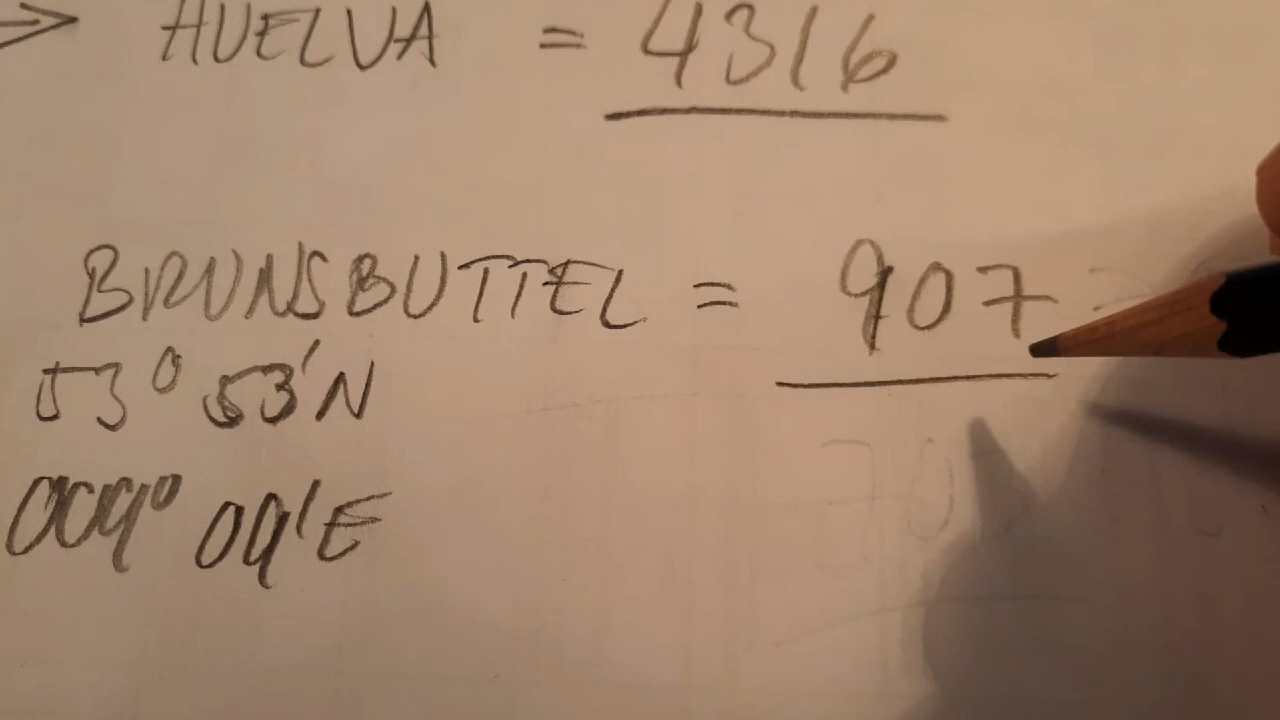 ⇒ HUELVA = 4316
BRUNSBUTTEL = 907
53° 53'N
009° 09'E